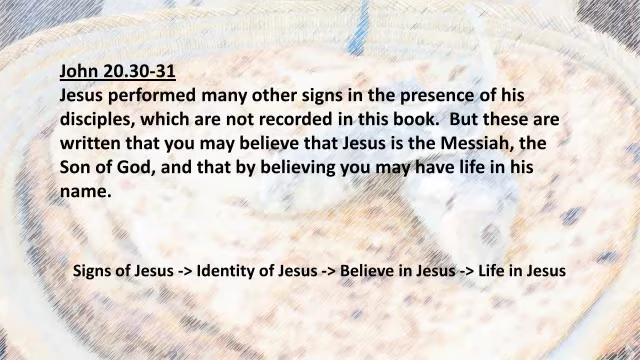 John 20.30-31
Jesus performed many other signs in the presence of his
disciples, which are not recorded in this book.  But these are
written that you may believe that Jesus is the Messiah, the
Son of God, and that by believing you may have life in his
name.
Signs of Jesus -> Identity of Jesus -> Believe in Jesus -> Life in Jesus